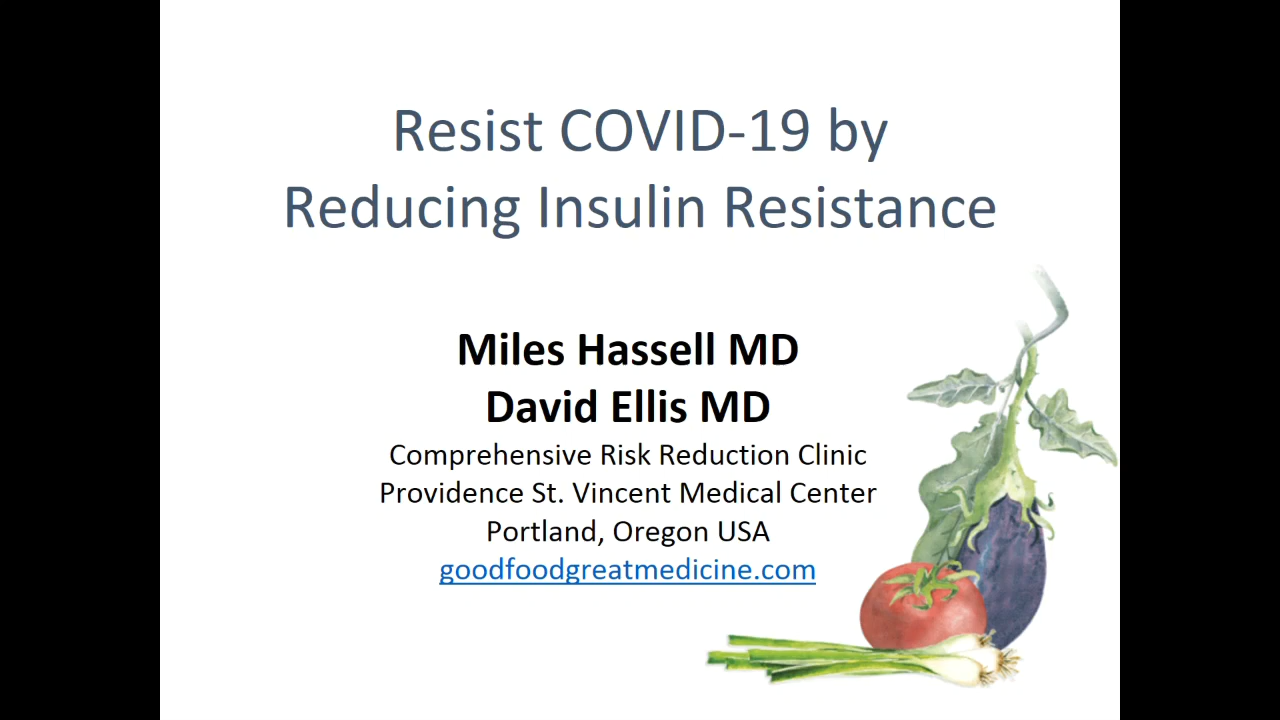 Resist COVID-19 by
Reducing Insulin Resistance
Miles Hassell MD
David Ellis MD
Comprehensive Risk Reduction Clinic
Providence St. Vincent Medical Center
Portland, Oregon USA
goodfoodgreatmedicine.com